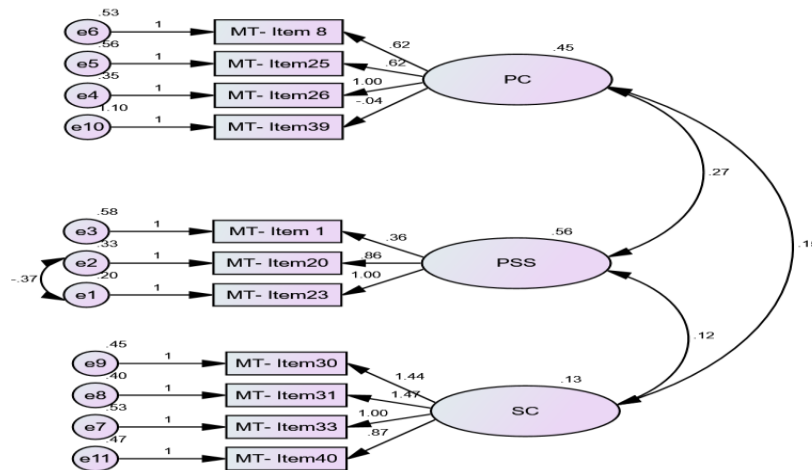 .53
e6 1 MT- Item 8
.62
.45
.56
e5 1 MT- Item25
.62
PC
.35
e4 1 MT- Item26
1.00
1.10
e10 1 MT- Item39
-.04
.27
.58
e3 1 MT- Item 1
.36
.56
.33
e2 1 MT- Item20
.86
PSS
-.37
.20
e1 1 MT- Item23
1.00
.12
.45
e9 1 MT- Item30
1.44
.13
.40
e8 1 MT- Item31
1.47
SC
.53
e7 1 MT- Item33
1.00
.47
e11 1 MT- Item40
.87